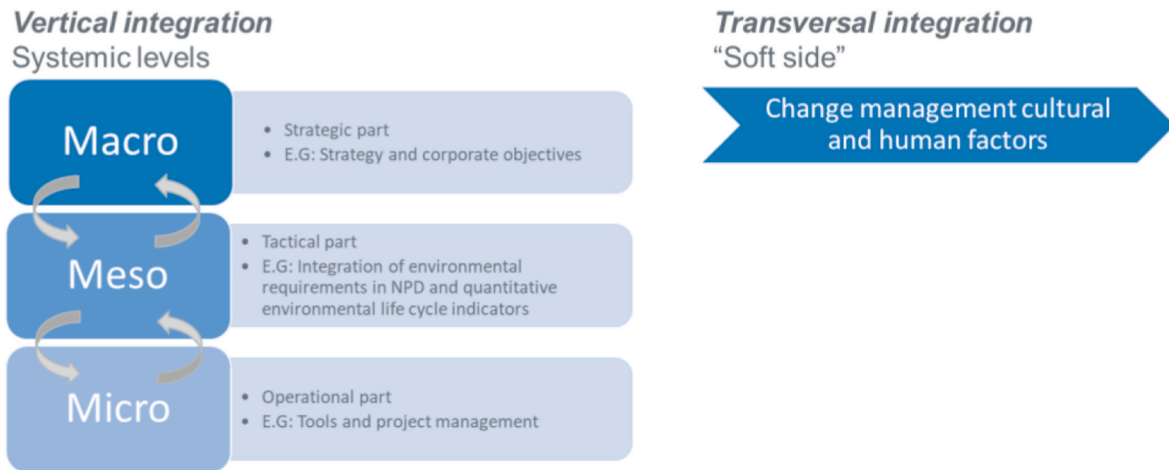 Vertical integration
Systemic levels
Macro
• Strategic part
• E.G: Strategy and corporate objectives
Meso
• Tactical part
• E.G: Integration of environmental
requirements in NPD and quantitative
environmental life cycle indicators
Micro
• Operational part
• E.G: Tools and project management
Transversal integration
“Soft side”
Change management cultural
and human factors